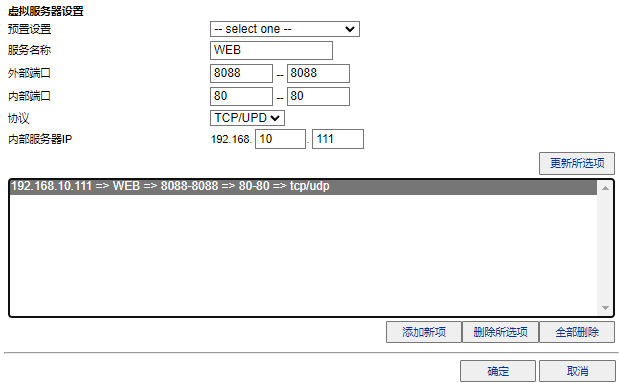 虚拟服务器设置
预置设置 -- select one --
服务名称 WEB
外部端口 8088 -- 8088
内部端口 80 -- 80
协议 TCP/UPD
内部服务器IP 192.168. 10 . 111
更新所选项
192.168.10.111 => WEB => 8088-8088 => 80-80 => tcp/udp
添加新项 删除所选项 全部删除
确定 取消